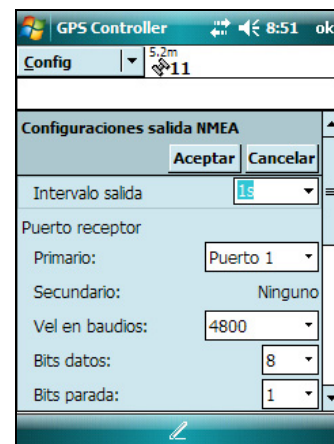 GPS Controller 8:51 ok
Config 5.2m
11
Configuraciones salida NMEA
Aceptar Cancelar
Intervalo salida 1s
Puerto receptor
Primario: Puerto 1
Secundario: Ninguno
Vel en baudios: 4800
Bits datos: 8
Bits parada: 1